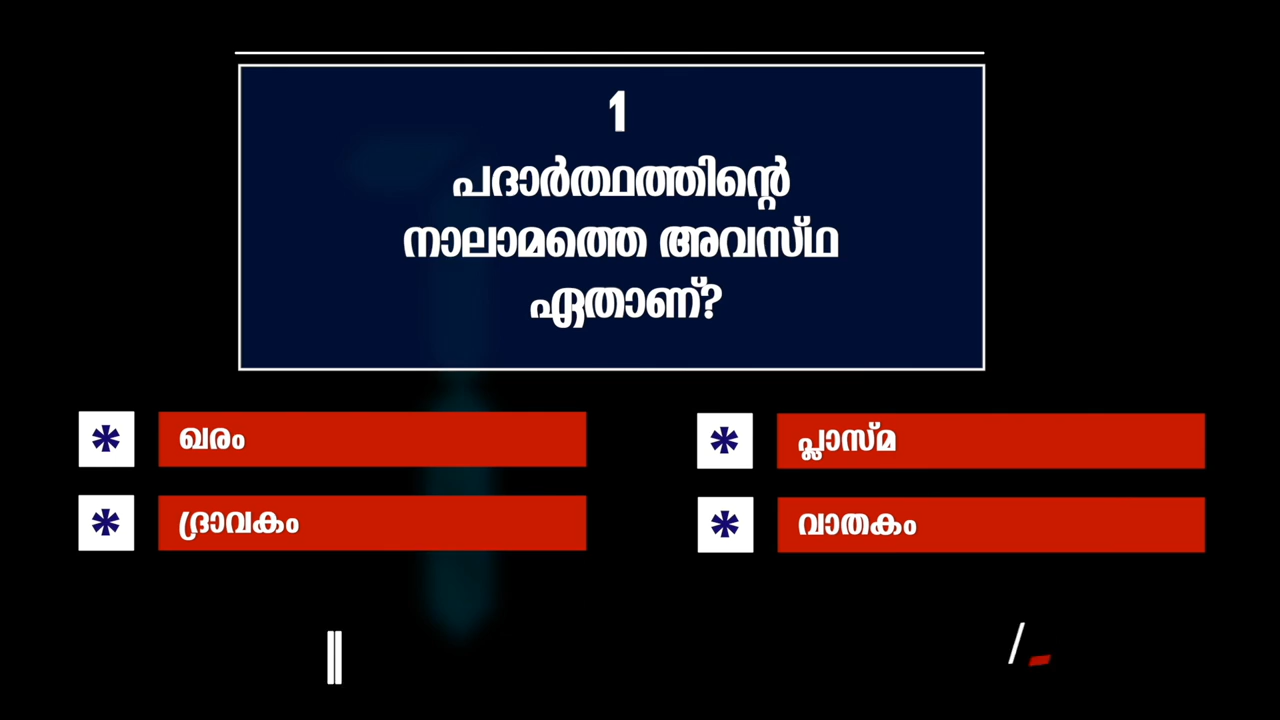 1
പദാർത്ഥത്തിന്റെ
നാലാമത്തെ അവസ്ഥ
ഏതാണ്?
* ഖരം
* പ്ലാസ്മ
* ദ്രാവകം
* വാതകം